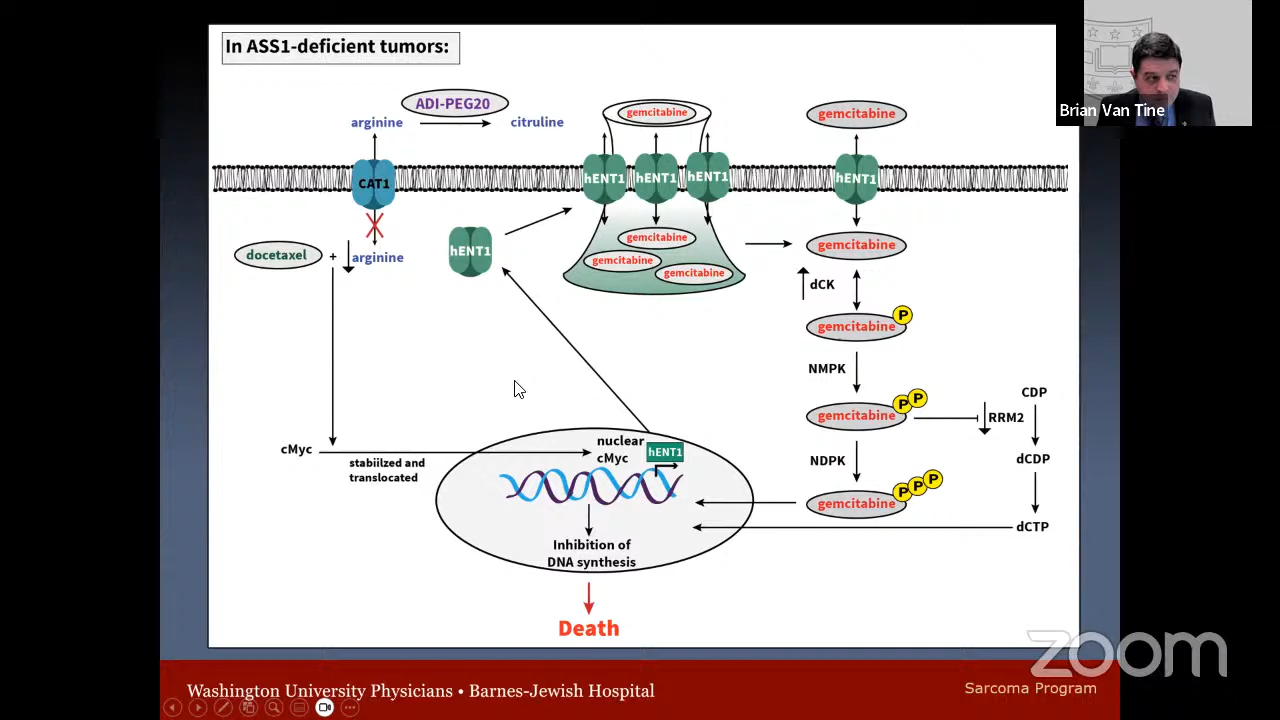 In ASS1-deficient tumors:
Brian Van Tine
ADI-PEG20
arginine
citruline
gemcitabine
gemcitabine
CAT1
hENT1
hENT1
hENT1
hENT1
docetaxel
+
arginine
hENT1
gemcitabine
gemcitabine
gemcitabine
gemcitabine
dCK
gemcitabine
P
NMPK
gemcitabine
P
P
RRM2
CDP
dCDP
dCTP
NDPK
gemcitabine
P
P
P
cMyc
stabiilzed and
translocated
nuclear
cMyc
hENT1
Inhibition of
DNA synthesis
Death
zoom
Washington University Physicians • Barnes-Jewish Hospital
Sarcoma Program